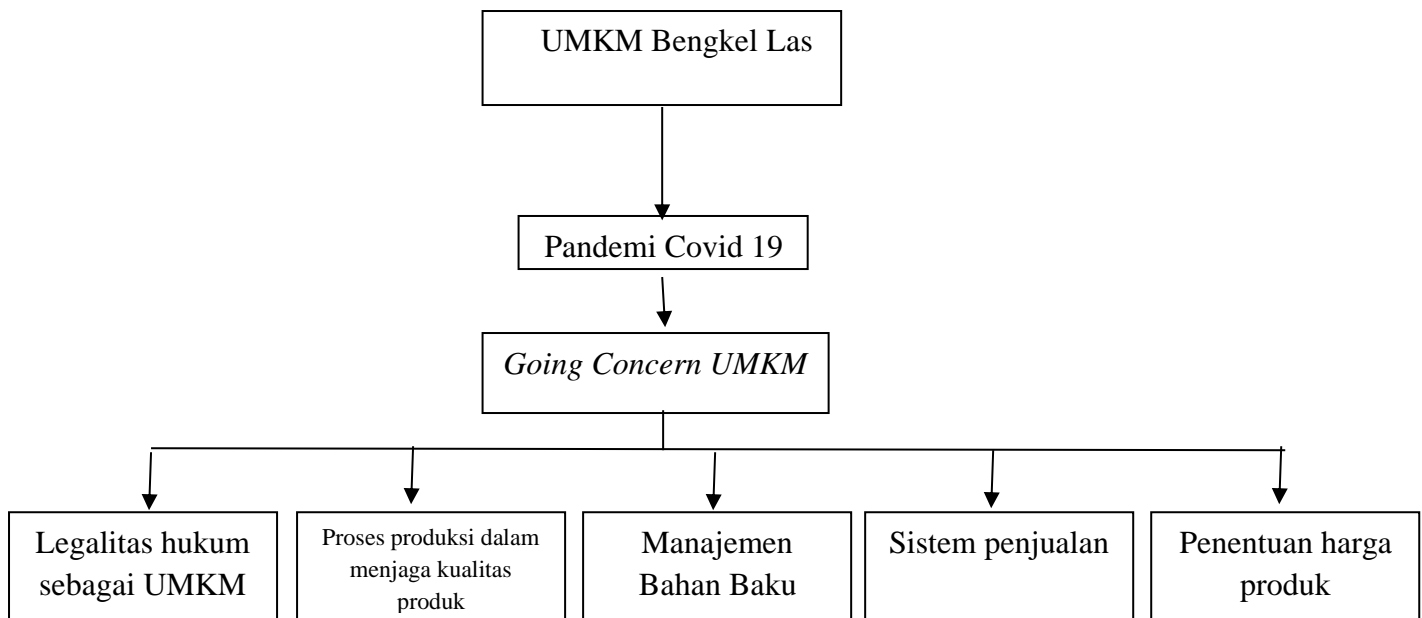 UMKM Bengkel Las
Pandemi Covid 19
Going Concern UMKM
Legalitas hukum
sebagai UMKM
Proses produksi dalam
menjaga kualitas
produk
Manajemen
Bahan Baku
Sistem penjualan
Penentuan harga
produk